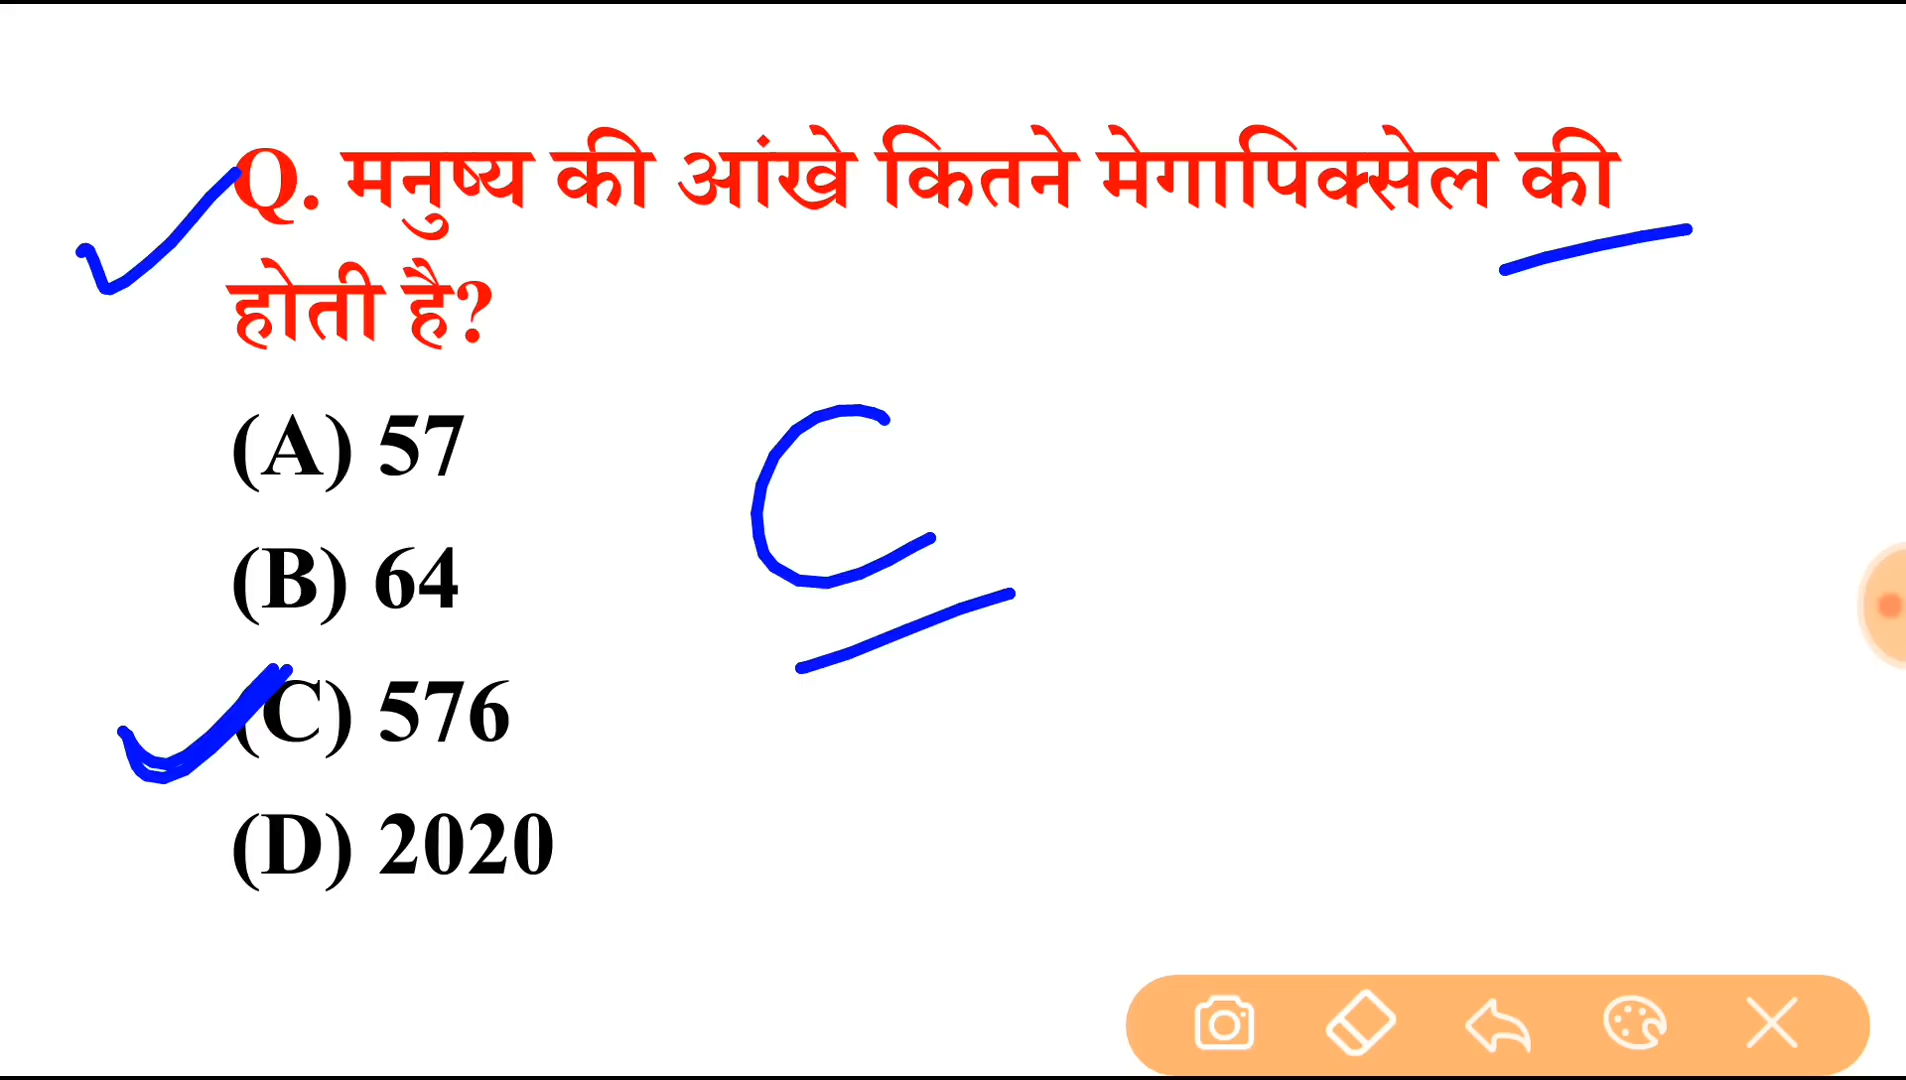 Q. मनुष्य की आंखे कितने मेगापिक्सेल की
होती है?
(A) 57
(B) 64
C
(C) 576
(D) 2020